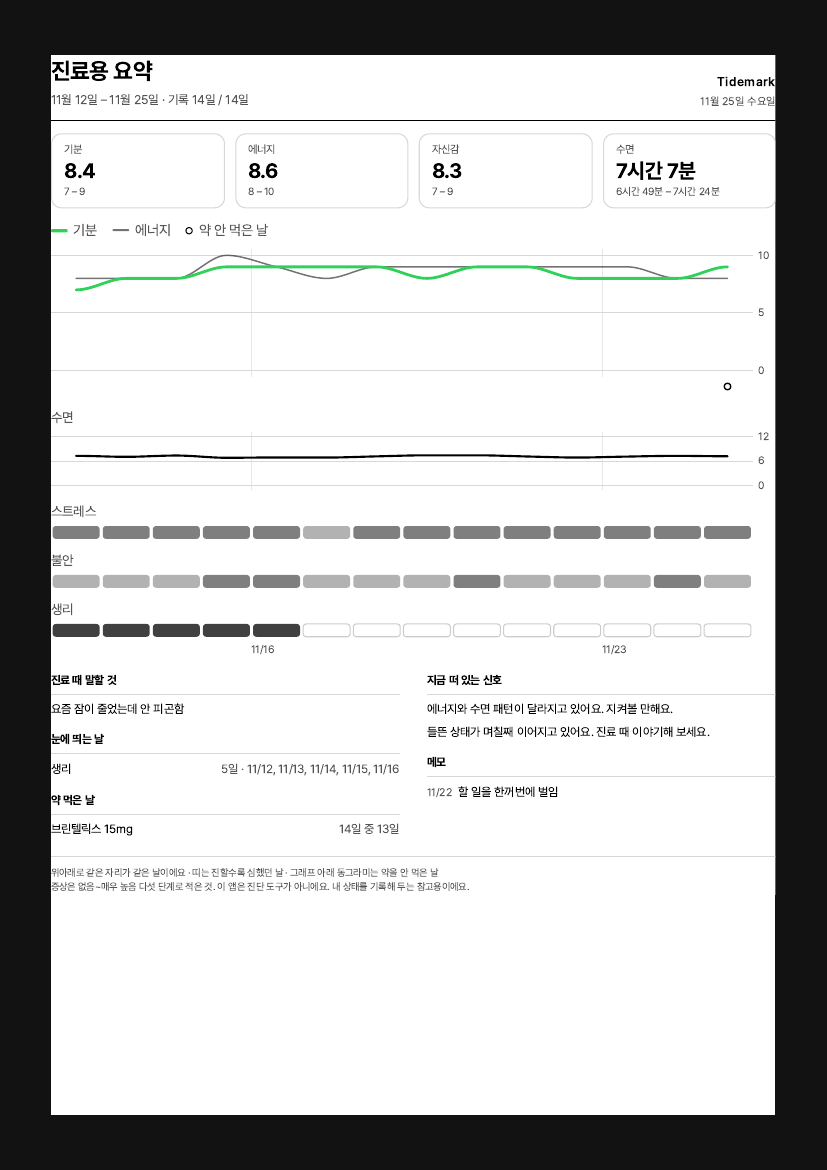 진료용 요약
Tidemark
11월 12일 – 11월 25일 · 기록 14일 / 14일
11월 25일 수요일
기분
8.4
7 – 9
에너지
8.6
8 – 10
자신감
8.3
7 – 9
수면
7시간 7분
6시간 49분 – 7시간 24분
기분 에너지 약 안 먹은 날
10
5
0
수면
12
6
0
스트레스
불안
생리
11/16 11/23
진료 때 말할 것
요즘 잠이 줄었는데 안 피곤함
눈에 띄는 날
생리 5일 · 11/12, 11/13, 11/14, 11/15, 11/16
약 먹은 날
브린텔릭스 15mg 14일 중 13일
지금 떠 있는 신호
에너지와 수면 패턴이 달라지고 있어요. 지켜볼 만해요.
들뜬 상태가 며칠째 이어지고 있어요. 진료 때 이야기해 보세요.
메모
11/22 할 일을 한꺼번에 벌임
위아래로 같은 자리가 같은 날이에요 · 띠는 진할수록 심했던 날 · 그래프 아래 동그라미는 약을 안 먹은 날
증상은 없음~매우 높음 다섯 단계로 적은 것. 이 앱은 진단 도구가 아니에요. 내 상태를 기록해 두는 참고용이에요.